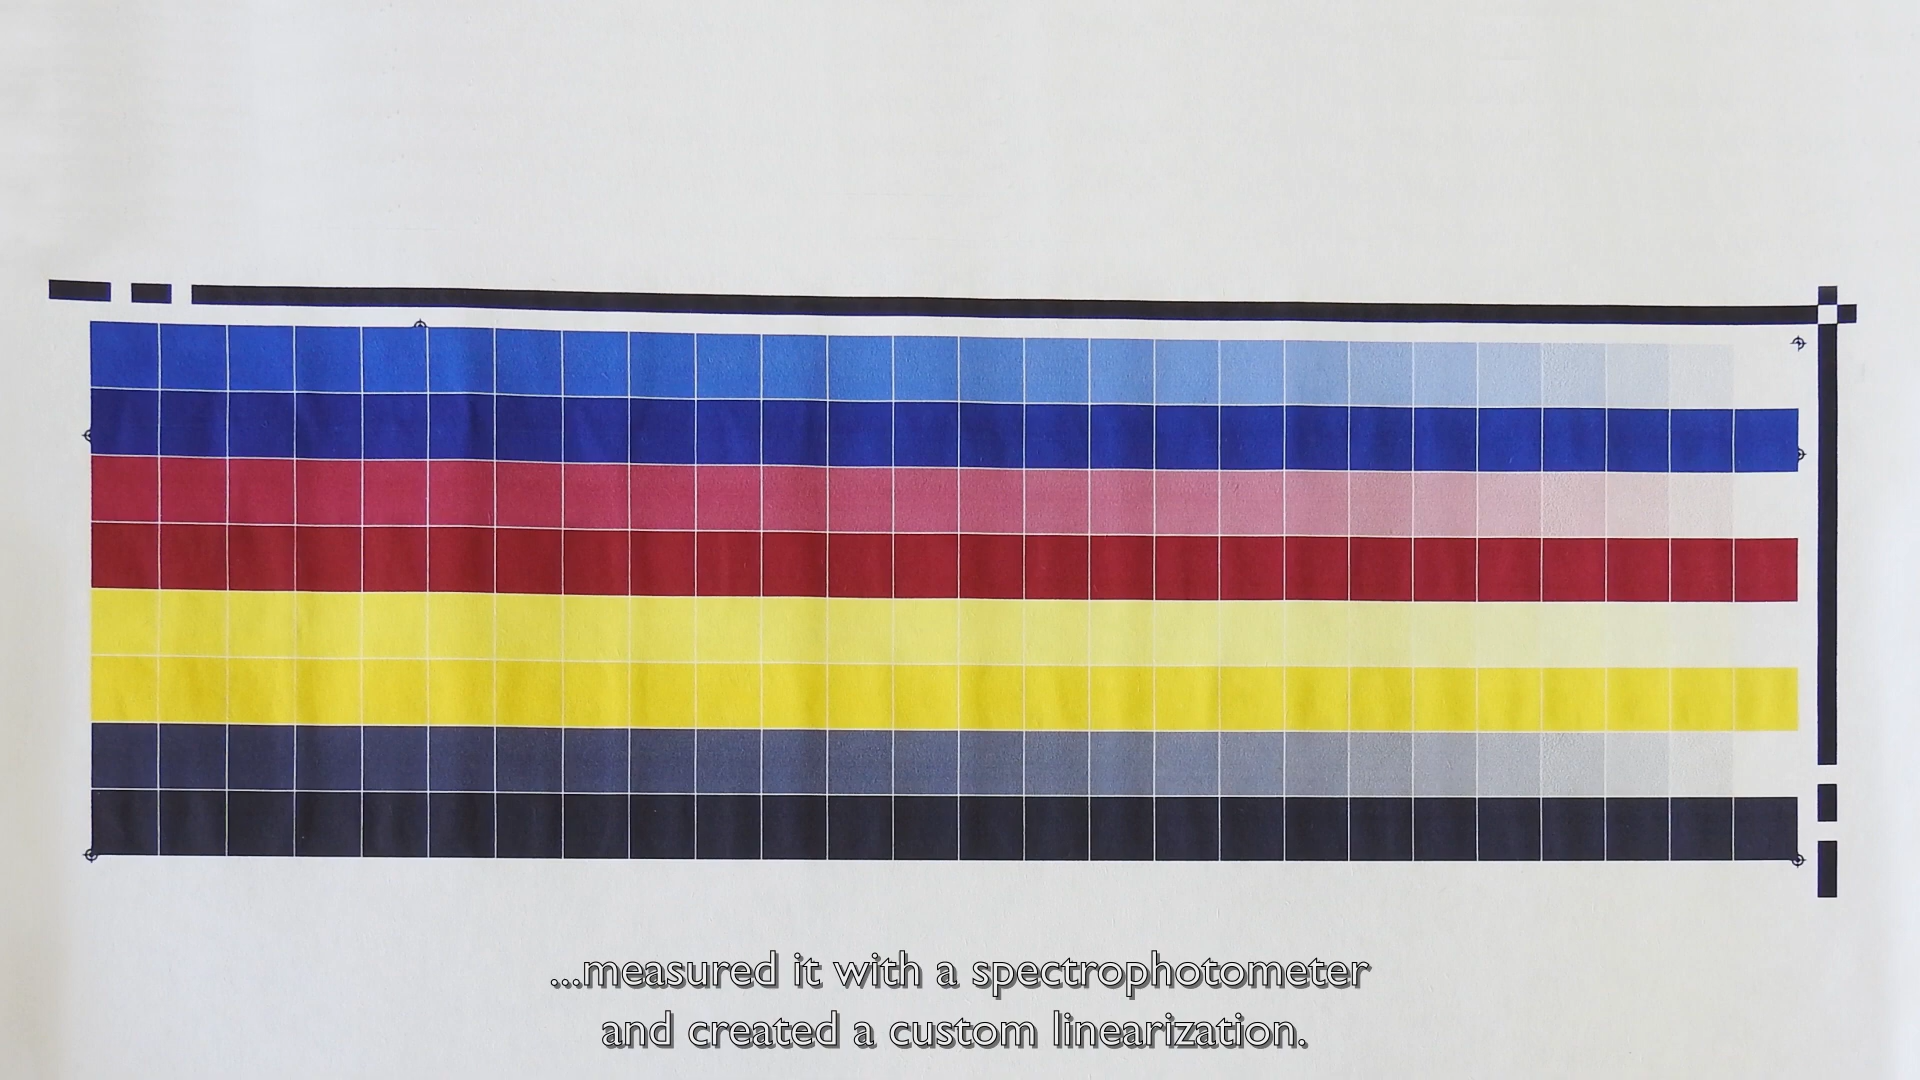 ...measured it with a spectrophotometer
and created a custom linearization.